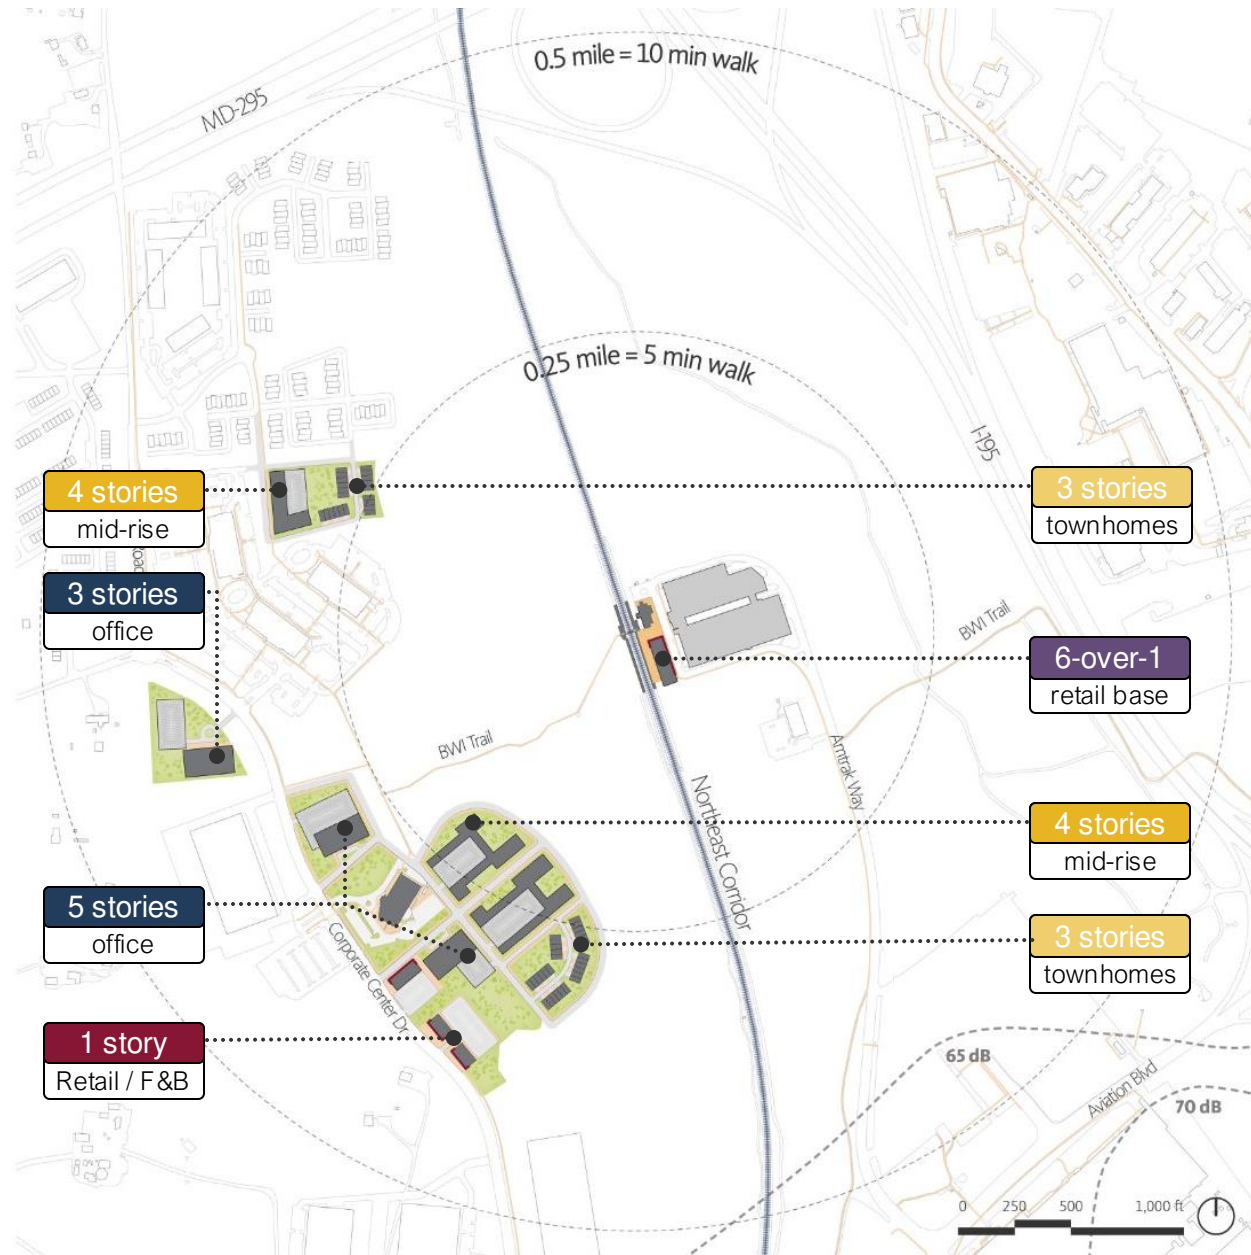 0.5 mile = 10 min walk
MD-295
0.25 mile = 5 min walk
I-195
4 stories
mid-rise
3 stories
townhomes
3 stories
office
BWI Trail
6-over-1
retail base
BWI Trail
Amtrak Way
Northeast Corridor
4 stories
mid-rise
5 stories
office
3 stories
townhomes
Corporate Center Dr
1 story
Retail / F&B
65 dB
Aviation Blvd
70 dB
0 250 500 1,000 ft